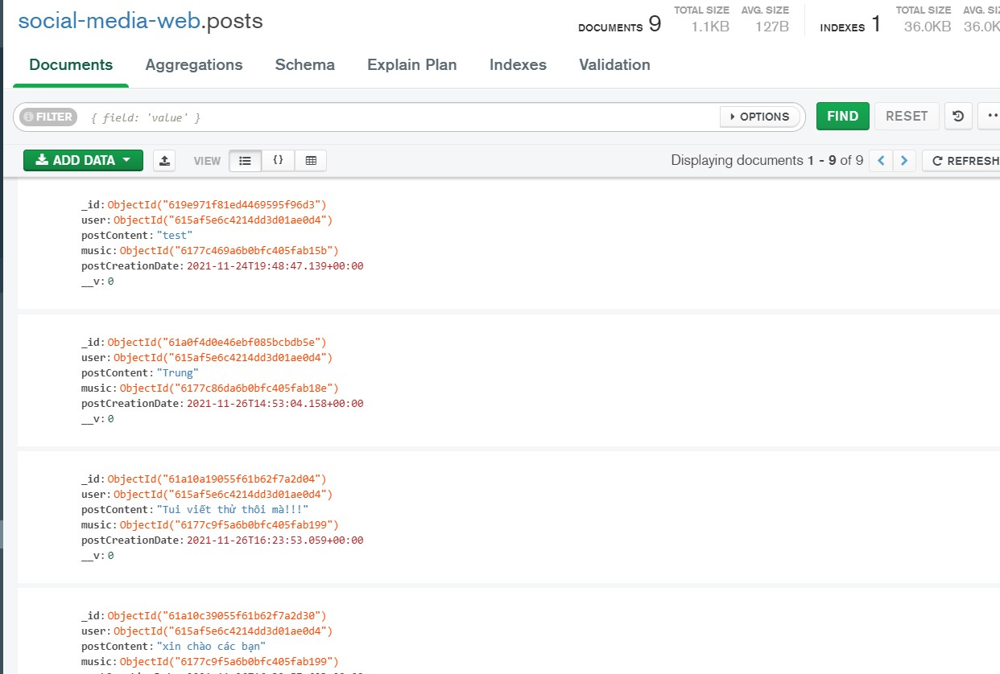 social-media-web.posts
DOCUMENTS 9 TOTAL SIZE 1.1KB AVG. SIZE 127B INDEXES 1 TOTAL SIZE 36.0KB AVG. SI 36.0K
Documents Aggregations Schema Explain Plan Indexes Validation
FILTER { field: 'value' } OPTIONS FIND RESET
ADD DATA VIEW {} Displaying documents 1 - 9 of 9 REFRESH
_id: ObjectId("619e971f81ed4469595f96d3")
user: ObjectId("615af5e6c4214dd3d01ae0d4")
postContent: "test"
music: ObjectId("6177c469a6b0bfc405fab15b")
postCreationDate: 2021-11-24T19:48:47.139+00:00
__v: 0
_id: ObjectId("61a0f4d0e46ebf085bcbdb5e")
user: ObjectId("615af5e6c4214dd3d01ae0d4")
postContent: "Trung"
music: ObjectId("6177c86da6b0bfc405fab18e")
postCreationDate: 2021-11-26T14:53:04.158+00:00
__v: 0
_id: ObjectId("61a10a19055f61b62f7a2d04")
user: ObjectId("615af5e6c4214dd3d01ae0d4")
postContent: "Tui viết thử thôi mà!!!"
music: ObjectId("6177c9f5a6b0bfc405fab199")
postCreationDate: 2021-11-26T16:23:53.059+00:00
__v: 0
_id: ObjectId("61a10c39055f61b62f7a2d30")
user: ObjectId("615af5e6c4214dd3d01ae0d4")
postContent: "xin chào các bạn"
music: ObjectId("6177c9f5a6b0bfc405fab199")